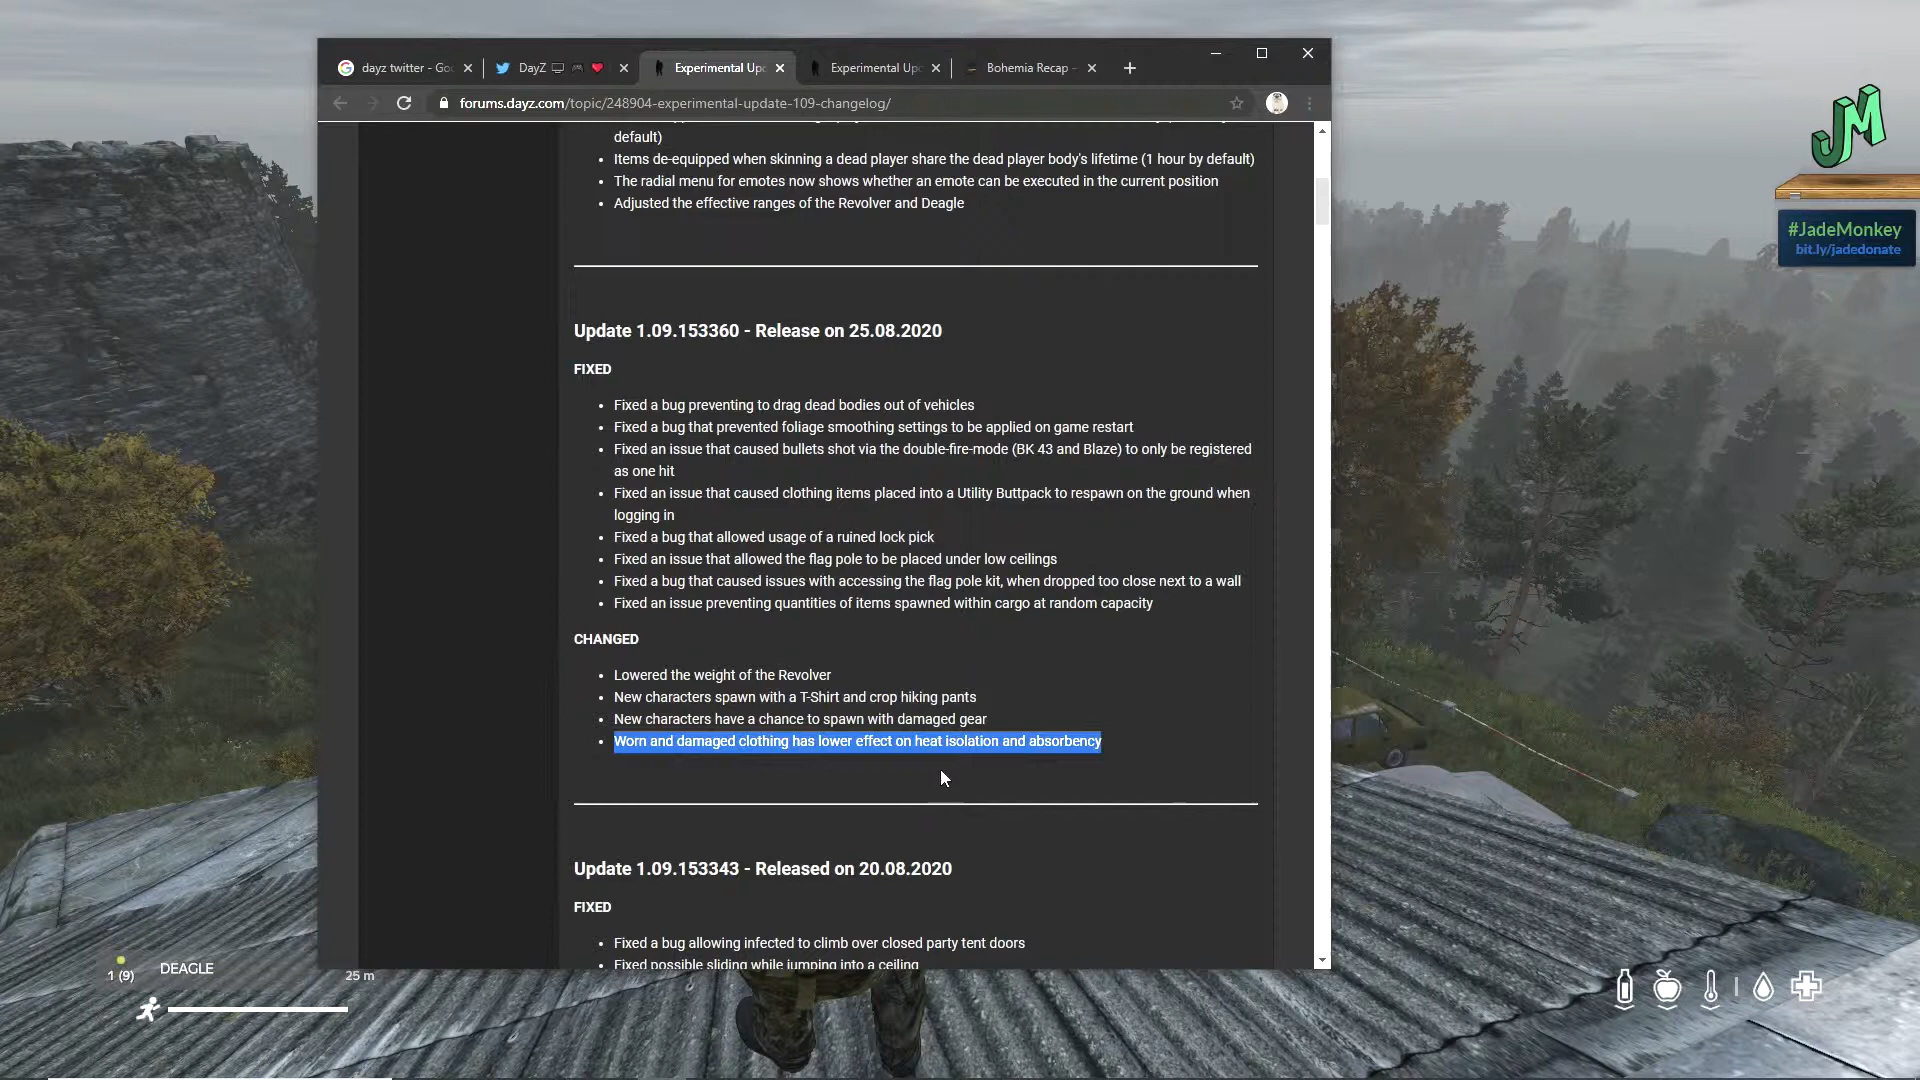 dayz twitter - Go
DayZ
Experimental Up
Experimental Up
Bohemia Recap -
forums.dayz.com/topic/248904-experimental-update-109-changelog/
default)
• Items de-equipped when skinning a dead player share the dead player body's lifetime (1 hour by default)
• The radial menu for emotes now shows whether an emote can be executed in the current position
• Adjusted the effective ranges of the Revolver and Deagle
Update 1.09.153360 - Release on 25.08.2020
FIXED
• Fixed a bug preventing to drag dead bodies out of vehicles
• Fixed a bug that prevented foliage smoothing settings to be applied on game restart
• Fixed an issue that caused bullets shot via the double-fire-mode (BK 43 and Blaze) to only be registered
as one hit
• Fixed an issue that caused clothing items placed into a Utility Buttpack to respawn on the ground when
logging in
• Fixed a bug that allowed usage of a ruined lock pick
• Fixed an issue that allowed the flag pole to be placed under low ceilings
• Fixed a bug that caused issues with accessing the flag pole kit, when dropped too close next to a wall
• Fixed an issue preventing quantities of items spawned within cargo at random capacity
CHANGED
• Lowered the weight of the Revolver
• New characters spawn with a T-Shirt and crop hiking pants
• New characters have a chance to spawn with damaged gear
• Worn and damaged clothing has lower effect on heat isolation and absorbency
Update 1.09.153343 - Released on 20.08.2020
FIXED
• Fixed a bug allowing infected to climb over closed party tent doors
• Fixed possible sliding while jumping into a ceiling
JM
#JadeMonkey
bit.ly/jadedonate
1 (9)
DEAGLE
25 m